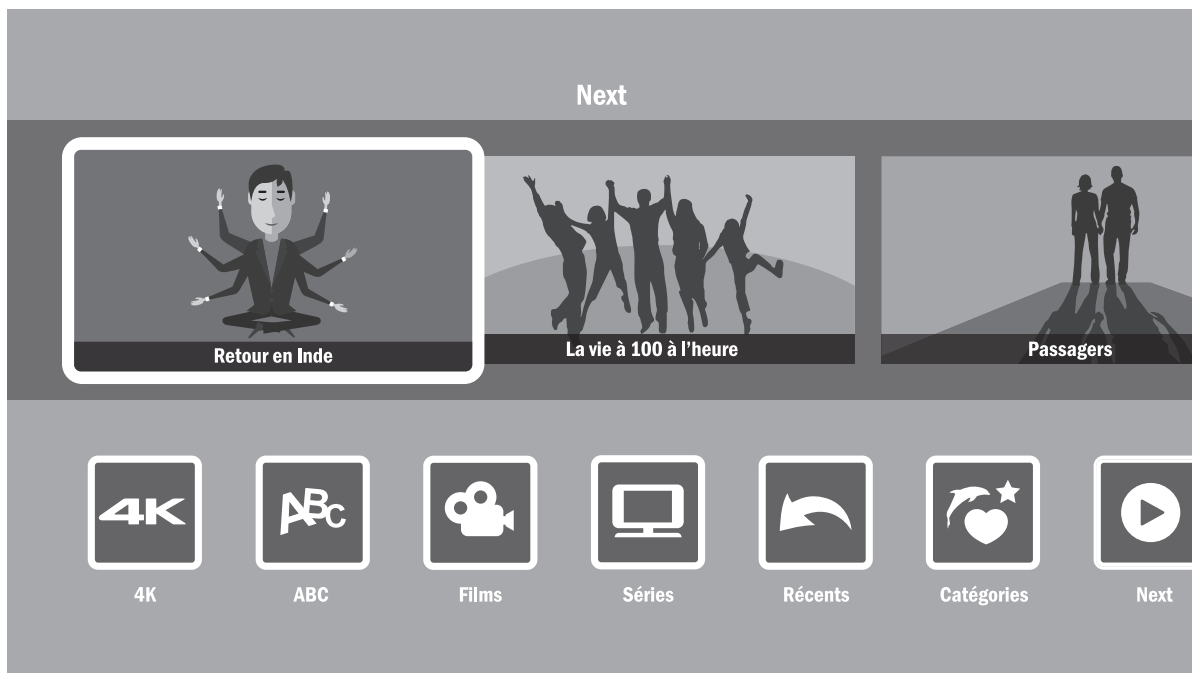 Next
Retour en Inde
La vie à 100 à l'heure
Passagers
4K
ABC
4K
ABC
Films
Séries
Récents
Catégories
Next